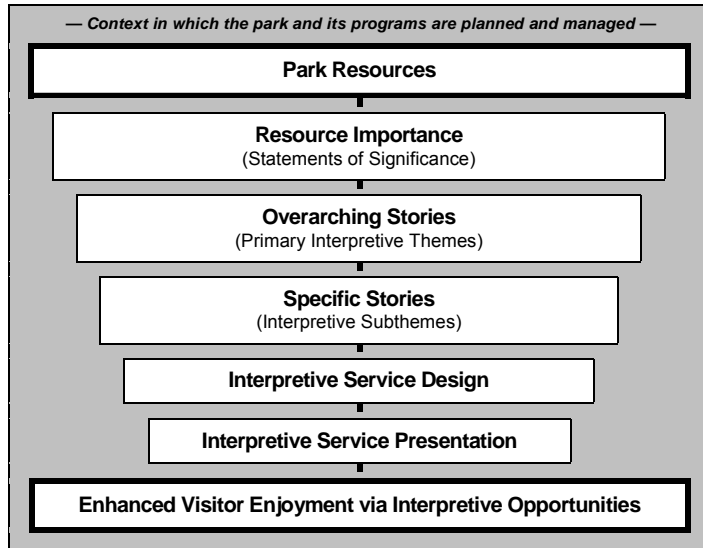 — Context in which the park and its programs are planned and managed —
Park Resources
Resource Importance
(Statements of Significance)
Overarching Stories
(Primary Interpretive Themes)
Specific Stories
(Interpretive Subthemes)
Interpretive Service Design
Interpretive Service Presentation
Enhanced Visitor Enjoyment via Interpretive Opportunities